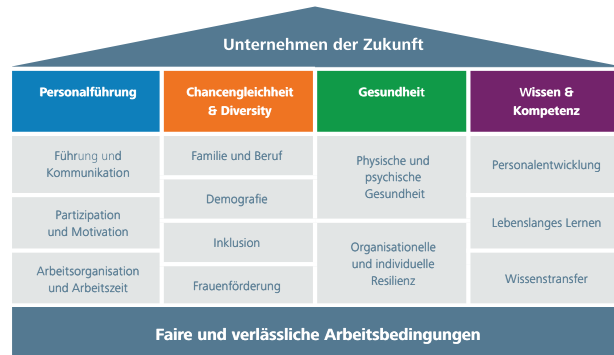 Unternehmen der Zukunft
Personalführung
Führung und
Kommunikation
Partizipation
und Motivation
Arbeitsorganisation
und Arbeitszeit
Chancengleichheit
& Diversity
Familie und Beruf
Demografie
Inklusion
Frauenförderung
Gesundheit
Physische und
psychische
Gesundheit
Organisationelle
und individuelle
Resilienz
Wissen &
Kompetenz
Personalentwicklung
Lebenslanges Lernen
Wissenstransfer
Faire und verlässliche Arbeitsbedingungen